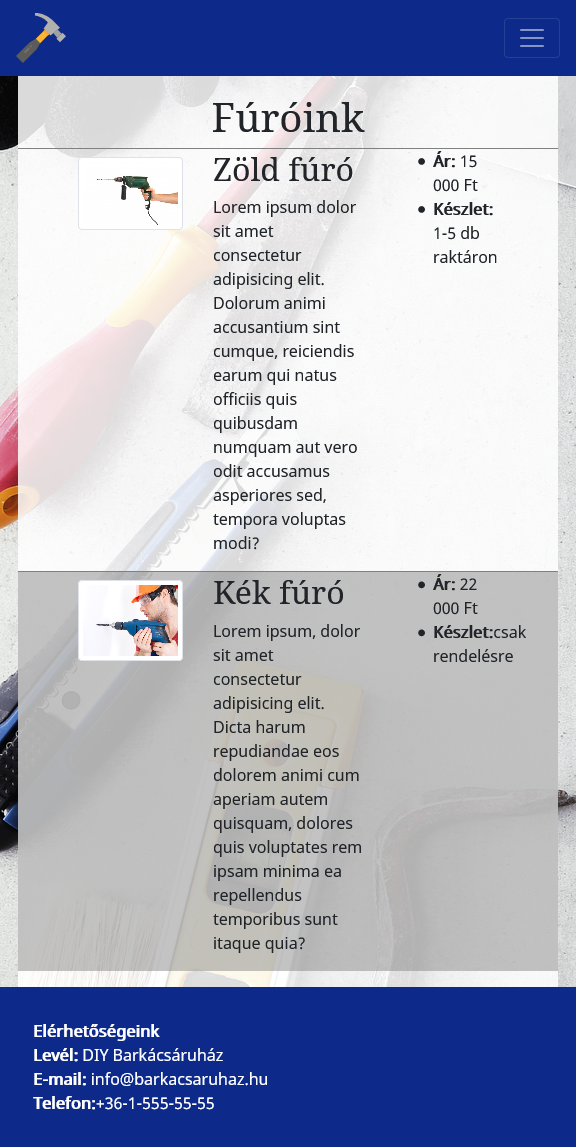 Fúróink
Zöld fúró
Lorem ipsum dolor
sit amet
consectetur
adipisicing elit.
Dolorum animi
accusantium sint
cumque, reiciendis
earum qui natus
officiis quis
quibusdam
numquam aut vero
odit accusamus
asperiores sed,
tempora voluptas
modi?
Ár: 15
000 Ft
Készlet:
1-5 db
raktáron
Kék fúró
Lorem ipsum, dolor
sit amet
consectetur
adipisicing elit.
Dicta harum
repudiandae eos
dolorem animi cum
aperiam autem
quisquam, dolores
quis voluptates rem
ipsam minima ea
repellendus
temporibus sunt
itaque quia?
Ár: 22
000 Ft
Készlet:csak
rendelésre
Elérhetőségeink
Levél: DIY Barkácsáruház
E-mail: info@barkacsaruhaz.hu
Telefon:+36-1-555-55-55